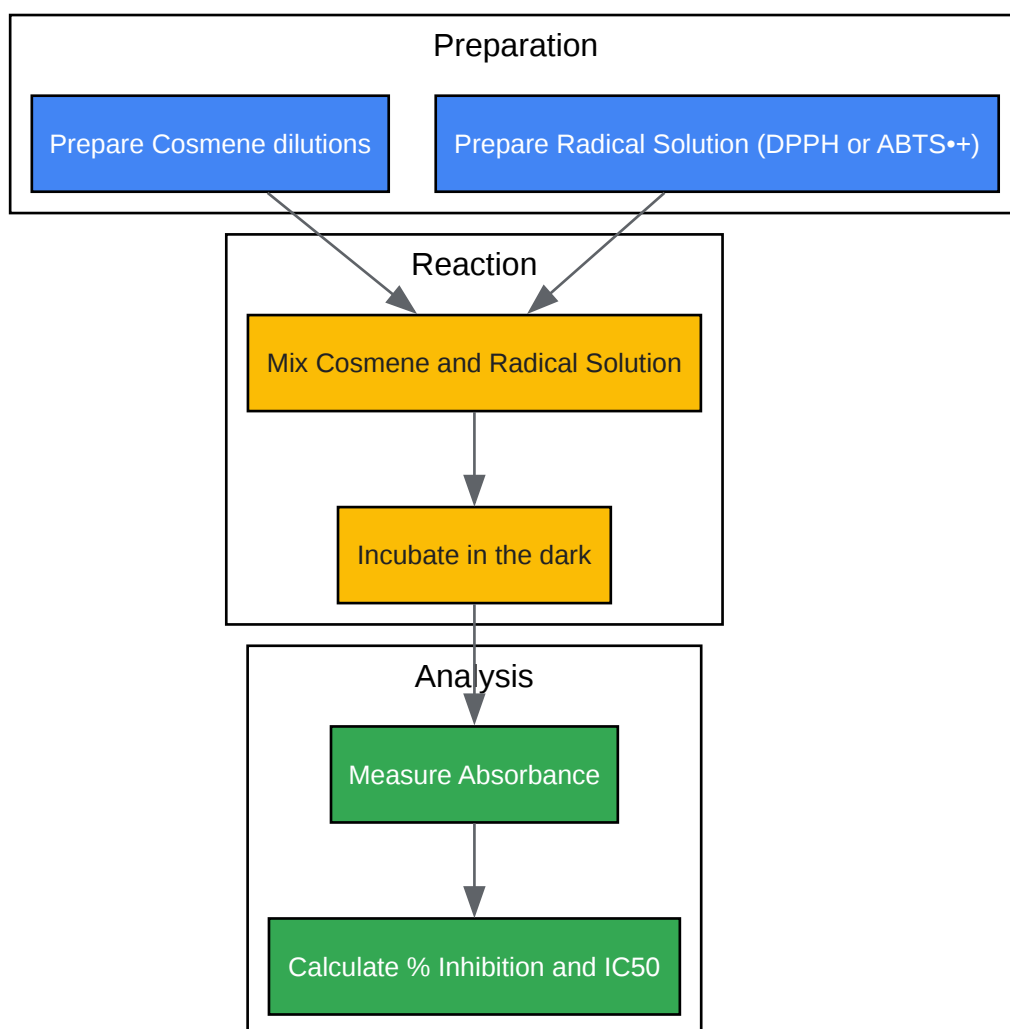 Preparation
Prepare Cosmene dilutions
Prepare Radical Solution (DPPH or ABTS•+)
Reaction
Mix Cosmene and Radical Solution
Incubate in the dark
Analysis
Measure Absorbance
Calculate % Inhibition and IC50